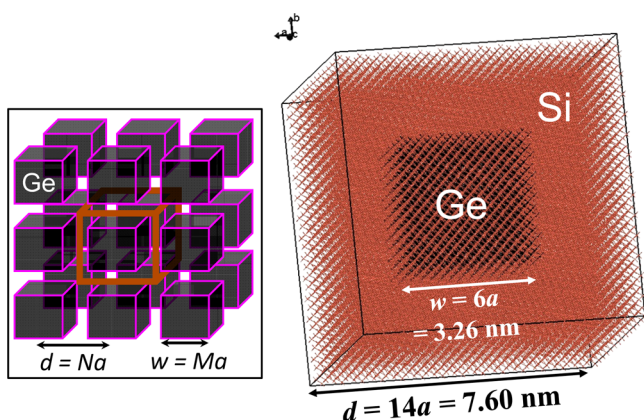 b
a
c
Si
Ge
Ge
w = 6a
= 3.26 nm
d = Na
w = Ma
d = 14a = 7.60 nm